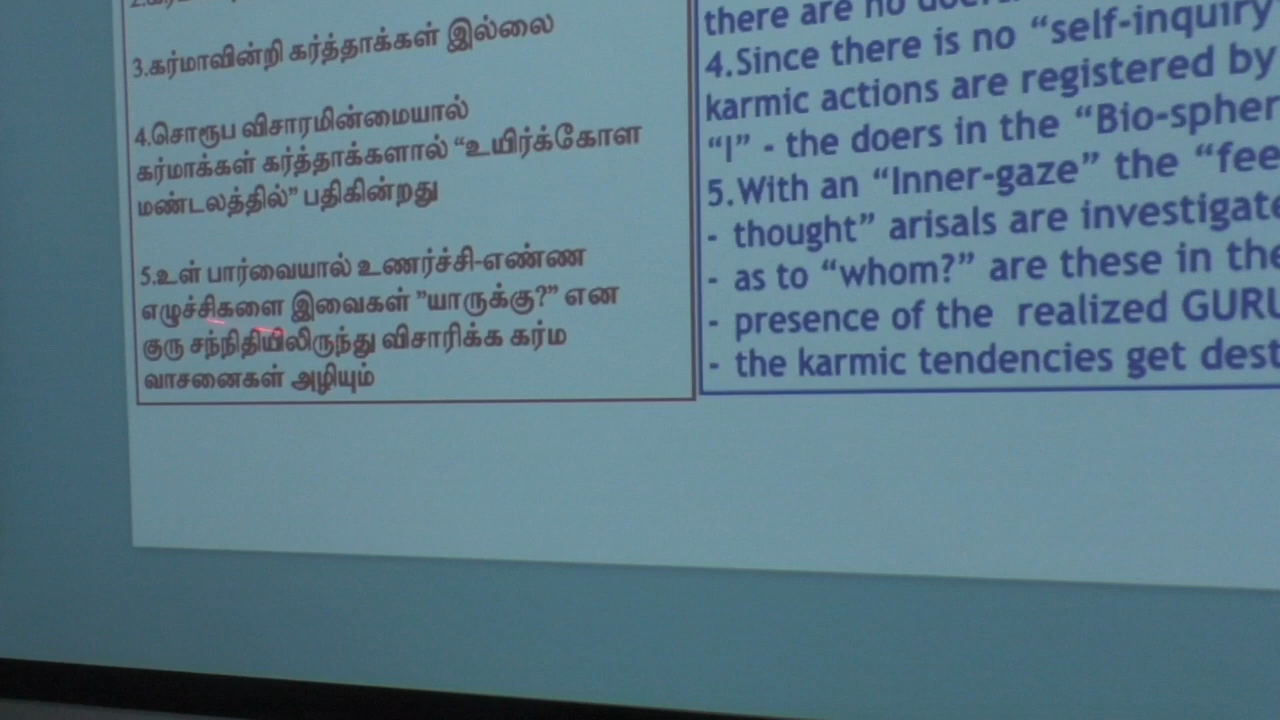 3.கர்மாவின்றி கர்த்தாக்கள் இல்லை
4.சொரூப விசாரமின்மையால்
கர்மாக்கள் கர்த்தாக்களால் “உயிர்க்கோள
மண்டலத்தில்” பதிகின்றது
5.உள் பார்வையால் உணர்ச்சி-எண்ண
எழுச்சிகளை இவைகள் ”யாருக்கு?” என
குரு சந்நிதியிலிருந்து விசாரிக்க கர்ம
வாசனைகள் அழியும்
there are no
4.Since there is no “self-inquiry
karmic actions are registered by
“I” - the doers in the “Bio-spher
5.With an “Inner-gaze” the “fee
- thought” arisals are investigate
- as to “whom?” are these in the
- presence of the realized GURU
- the karmic tendencies get dest